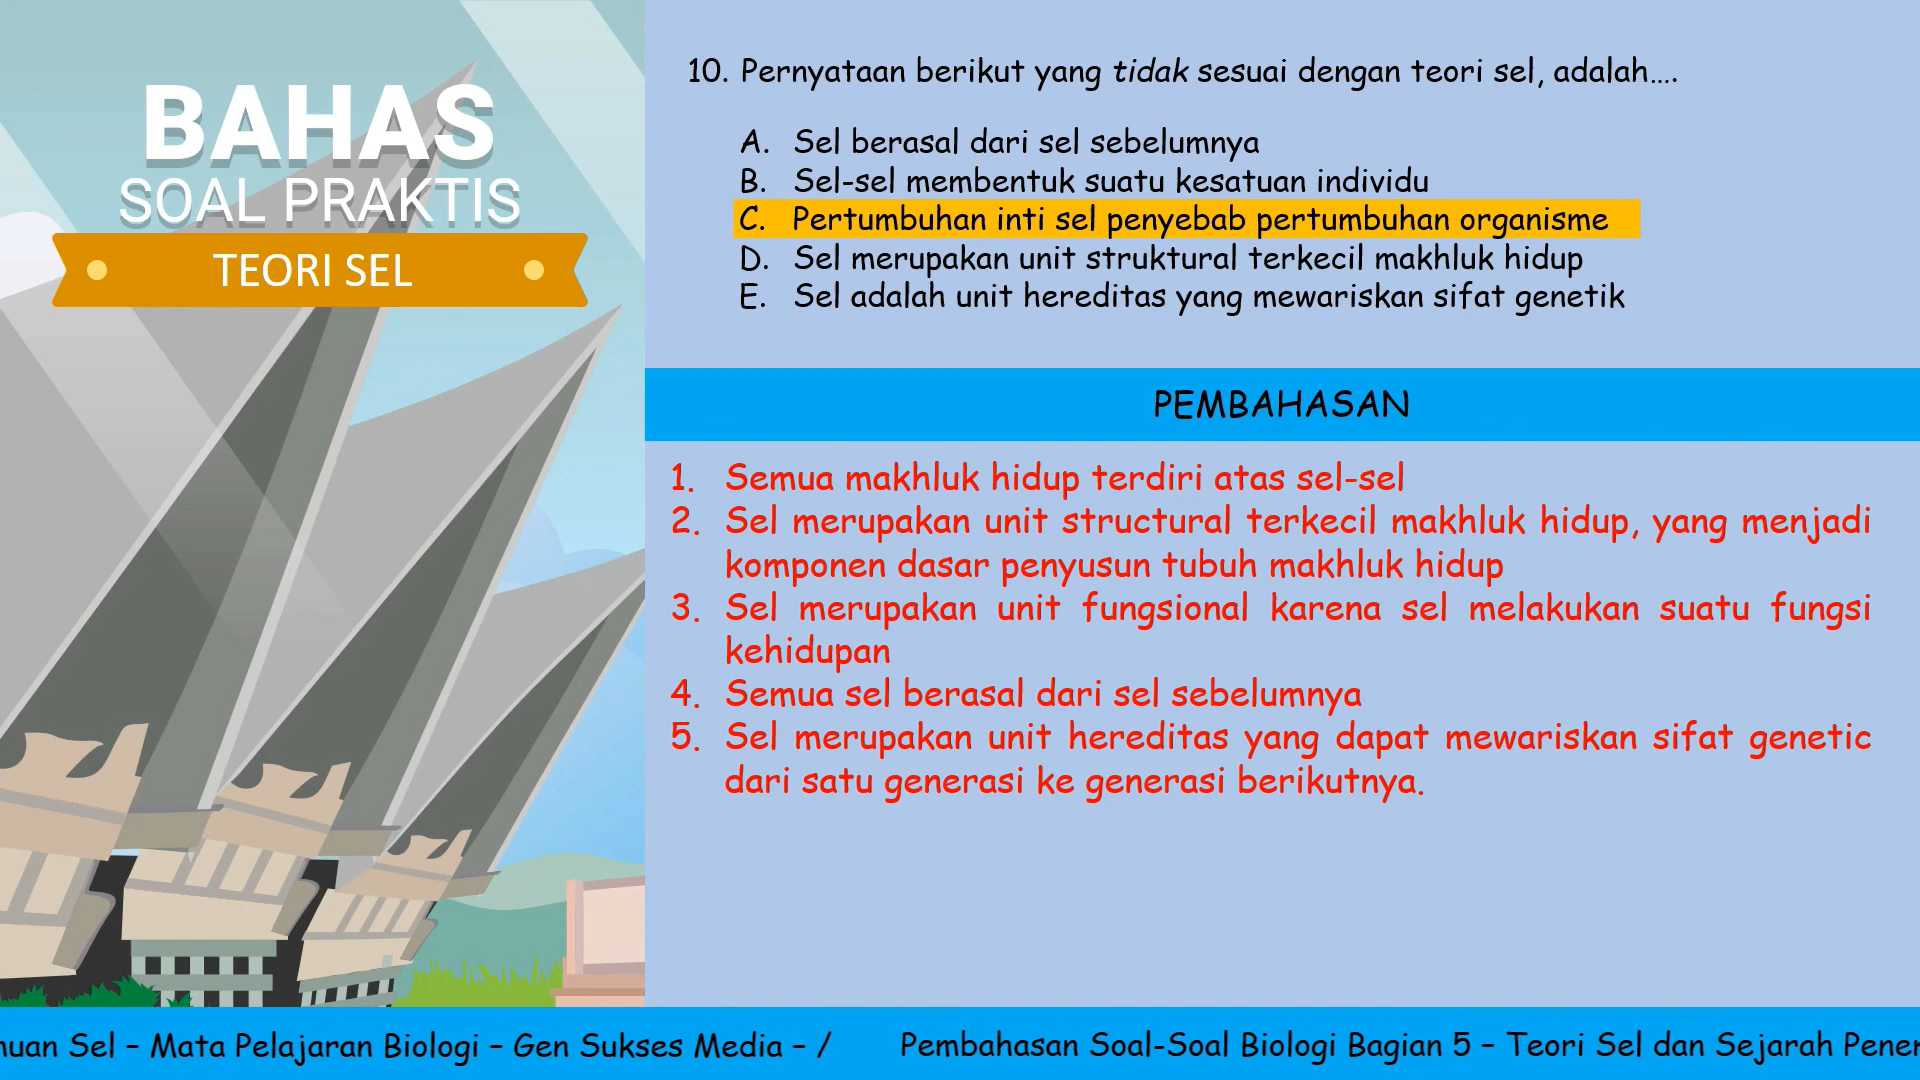 BAHAS
SOAL PRAKTIS
TEORI SEL
10. Pernyataan berikut yang tidak sesuai dengan teori sel, adalah....
A. Sel berasal dari sel sebelumnya
B. Sel-sel membentuk suatu kesatuan individu
C. Pertumbuhan inti sel penyebab pertumbuhan organisme
D. Sel merupakan unit struktural terkecil makhluk hidup
E. Sel adalah unit hereditas yang mewariskan sifat genetik
PEMBAHASAN
1. Semua makhluk hidup terdiri atas sel-sel
2. Sel merupakan unit structural terkecil makhluk hidup, yang menjadi
komponen dasar penyusun tubuh makhluk hidup
3. Sel merupakan unit fungsional karena sel melakukan suatu fungsi
kehidupan
4. Semua sel berasal dari sel sebelumnya
5. Sel merupakan unit hereditas yang dapat mewariskan sifat genetic
dari satu generasi ke generasi berikutnya.
Sel – Mata Pelajaran Biologi – Gen Sukses Media – / Pembahasan Soal-Soal Biologi Bagian 5 – Teori Sel dan Sejarah